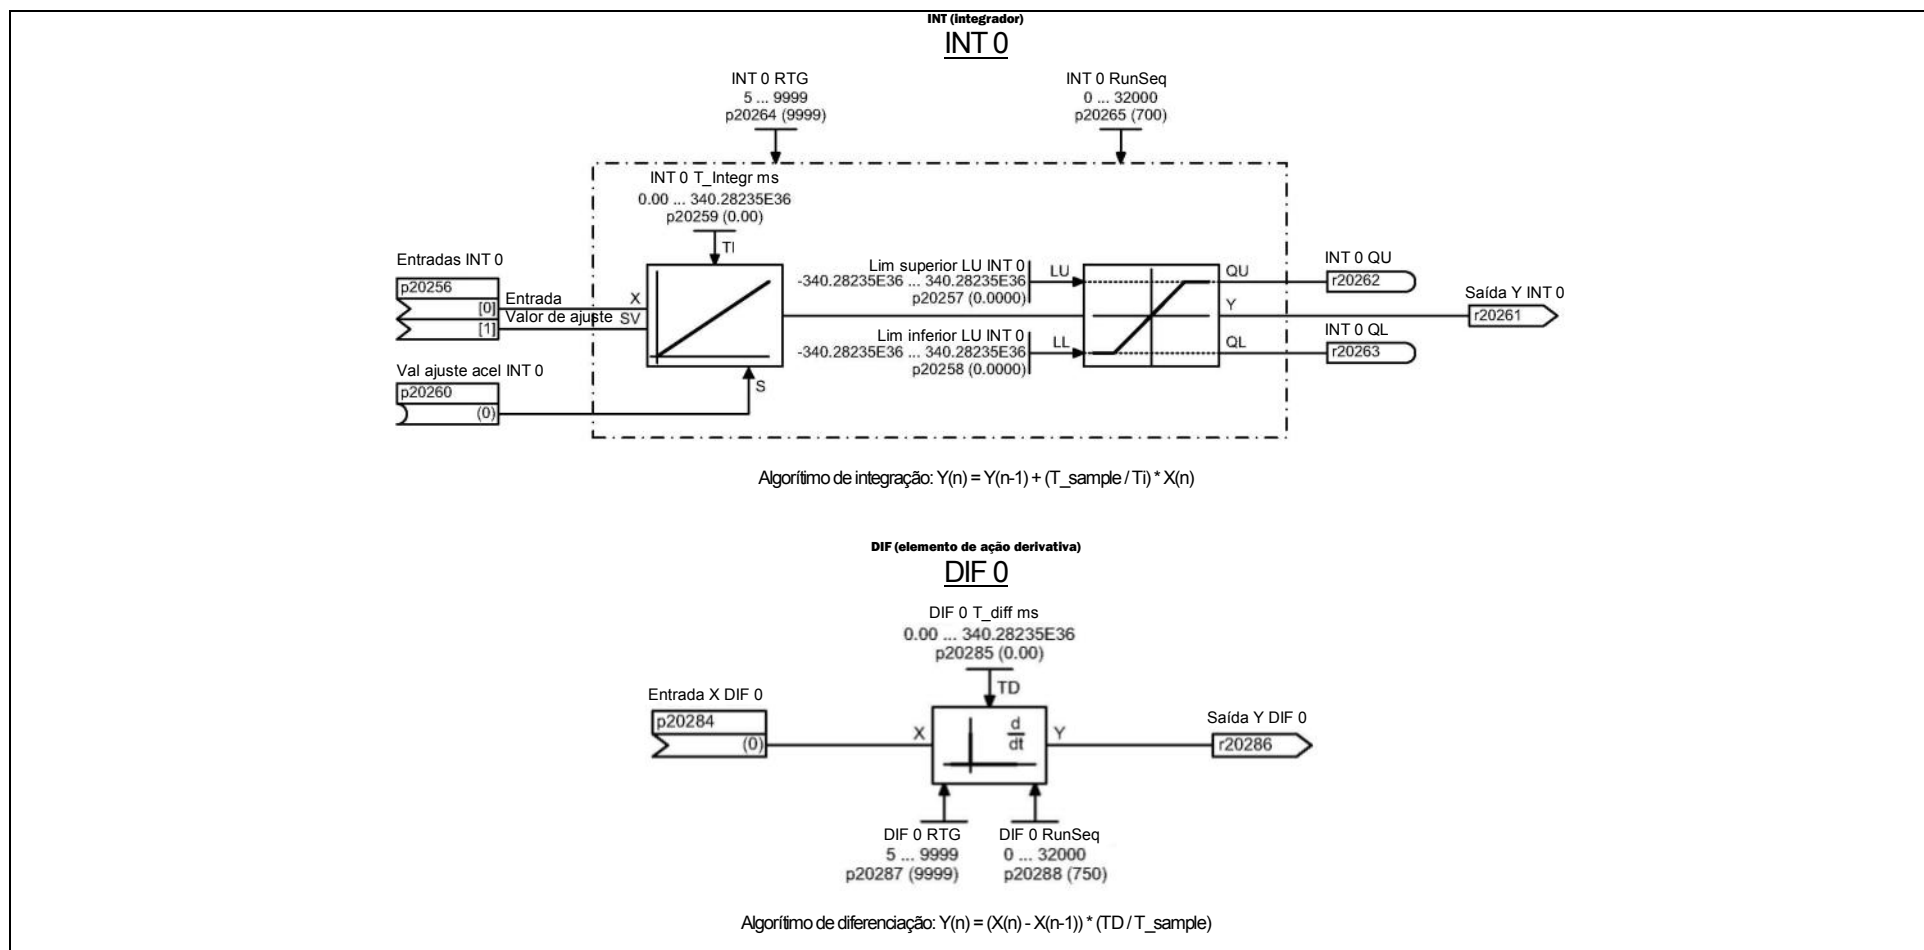 INT (integrador)
INT 0
INT 0 RTG
5 ... 9999
p20264 (9999)
INT 0 RunSeq
0 ... 32000
p20265 (700)
INT 0 T_Integr ms
0.00 ... 340.28235E36
p20259 (0.00)
TI
Entradas INT 0
p20256
[0]
[1]
Entrada
Valor de ajuste
X
SV
Val ajuste acel INT 0
p20260
(0)
S
Lim superior LU INT 0
-340.28235E36 ... 340.28235E36
p20257 (0.0000)
LU
Lim inferior LU INT 0
-340.28235E36 ... 340.28235E36
p20258 (0.0000)
LL
QU
Y
QL
INT 0 QU
r20262
Saída Y INT 0
r20261
INT 0 QL
r20263
Algorítimo de integração: Y(n) = Y(n-1) + (T_sample / Ti) * X(n)
DIF (elemento de ação derivativa)
DIF 0
DIF 0 T_diff ms
0.00 ... 340.28235E36
p20285 (0.00)
TD
Entrada X DIF 0
p20284
(0)
X
d
dt
Y
Saída Y DIF 0
r20286
DIF 0 RTG
5 ... 9999
p20287 (9999)
DIF 0 RunSeq
0 ... 32000
p20288 (750)
Algorítimo de diferenciação: Y(n) = (X(n) - X(n-1)) * (TD / T_sample)